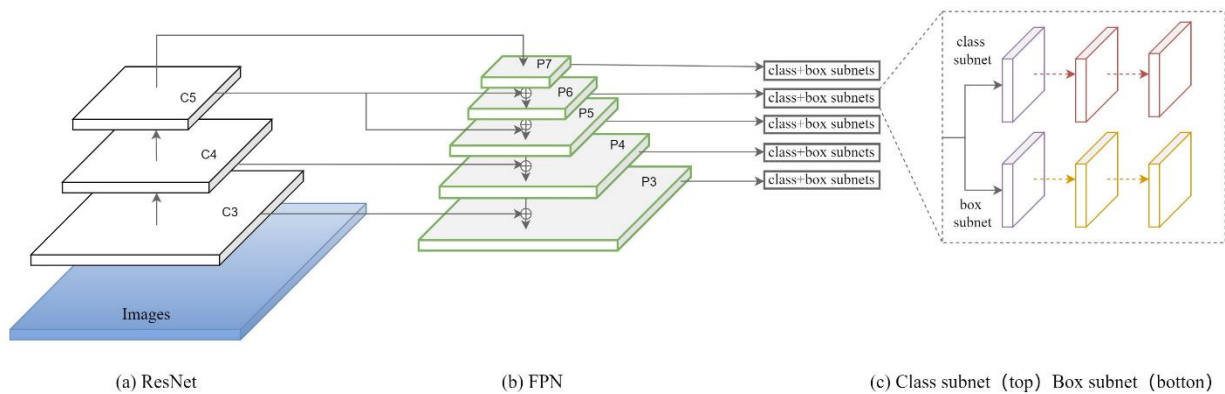 C5
C4
C3
Images
P7
P6
P5
P4
P3
class+box subnets
class+box subnets
class+box subnets
class+box subnets
class+box subnets
class
subnet
box
subnet
(a) ResNet
(b) FPN
(c) Class subnet（top）Box subnet（botton）